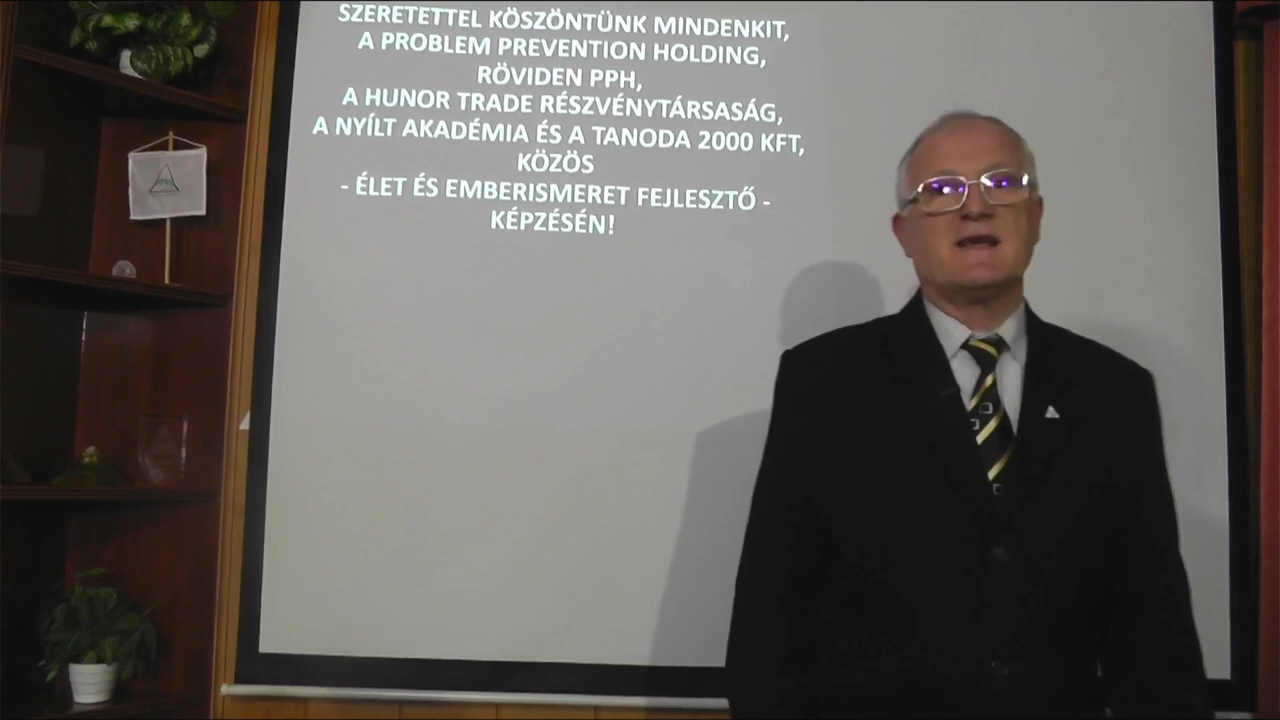 SZERETETTEL KÖSZÖNTÜNK MINDENKIT,
A PROBLEM PREVENTION HOLDING,
RÖVIDEN PPH,
A HUNOR TRADE RÉSZVÉNYTÁRSASÁG,
A NYÍLT AKADÉMIA ÉS A TANODA 2000 KFT,
KÖZÖS
- ÉLET ÉS EMBERISMERET FEJLESZTŐ -
KÉPZÉSÉN!